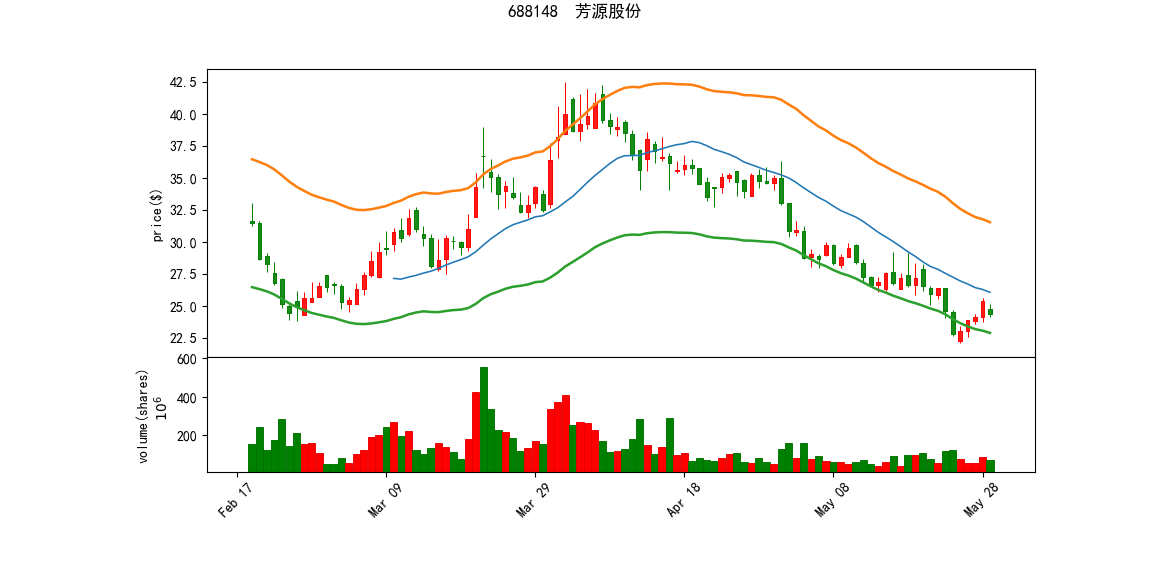 688148  芳源股份
price($)
42.5
40.0
37.5
35.0
32.5
30.0
27.5
25.0
22.5
volume(shares)
10^6
600
400
200
Feb 17
Mar 09
Mar 29
Apr 18
May 08
May 28